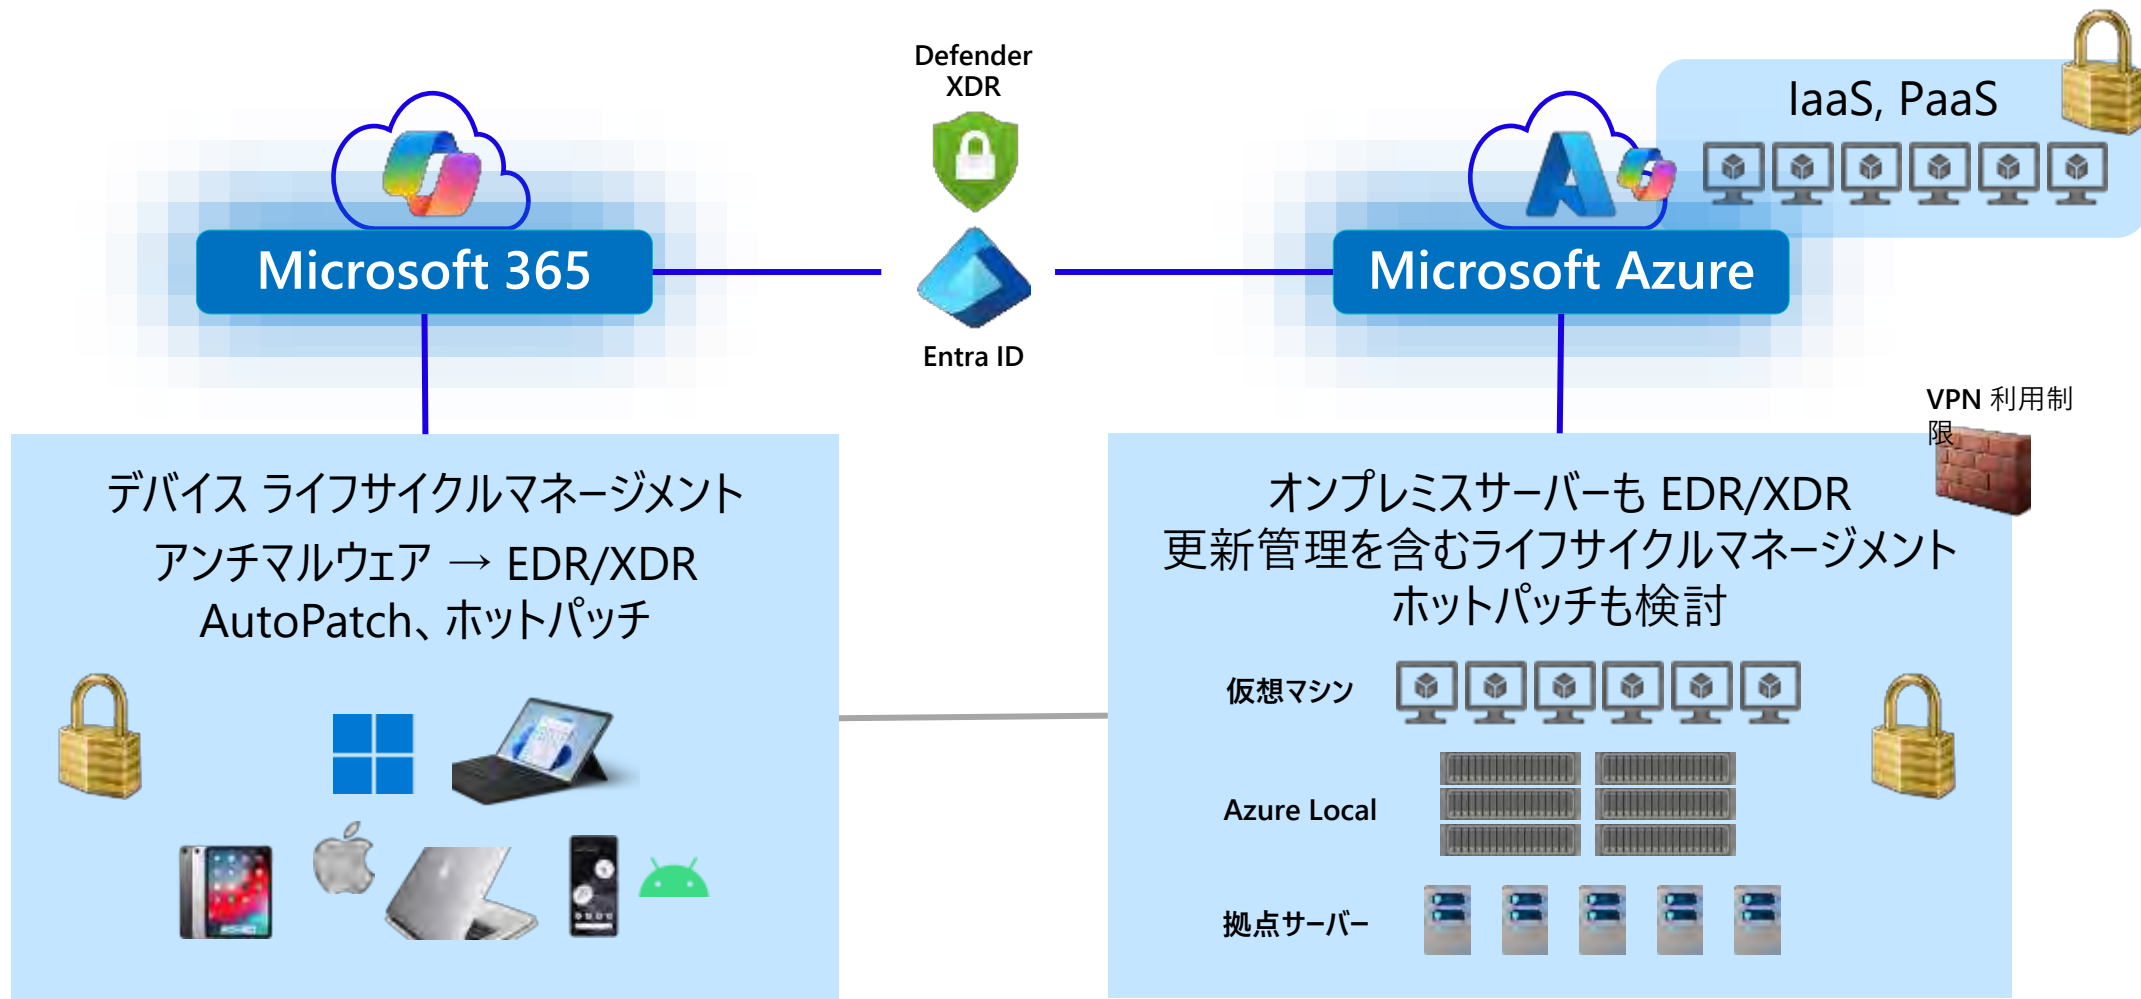 Defender
XDR
IaaS, PaaS
Microsoft 365
Microsoft Azure
Entra ID
VPN 利用制
限
デバイス ライフサイクルマネージメント
アンチマルウェア → EDR/XDR
AutoPatch、ホットパッチ
オンプレミスサーバーも EDR/XDR
更新管理を含むライフサイクルマネージメント
ホットパッチも検討
仮想マシン
Azure Local
拠点サーバー